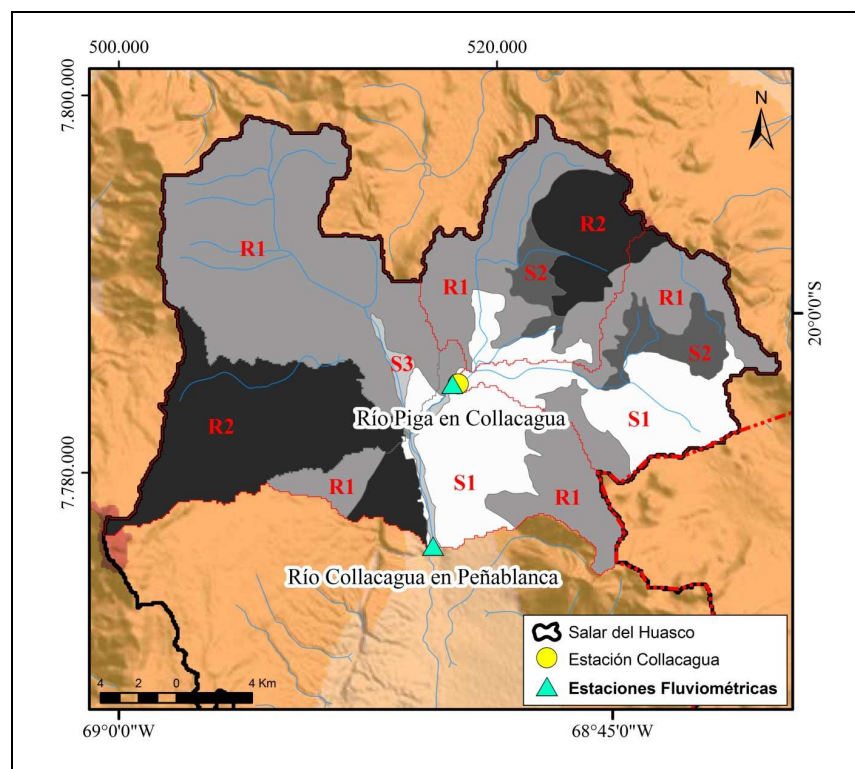 500.000
520.000
7.800.000
N
R1
R2
R1
S2
R1
20°0'0"S
S3
S2
Río Piga en Collacagua
R2
S1
7.780.000
S1
R1
R1
Río Collacagua en Peñablanca
Salar del Huasco
Estación Collacagua
Estaciones Fluviométricas
4 2 0 4 Km
69°0'0"W
68°45'0"W